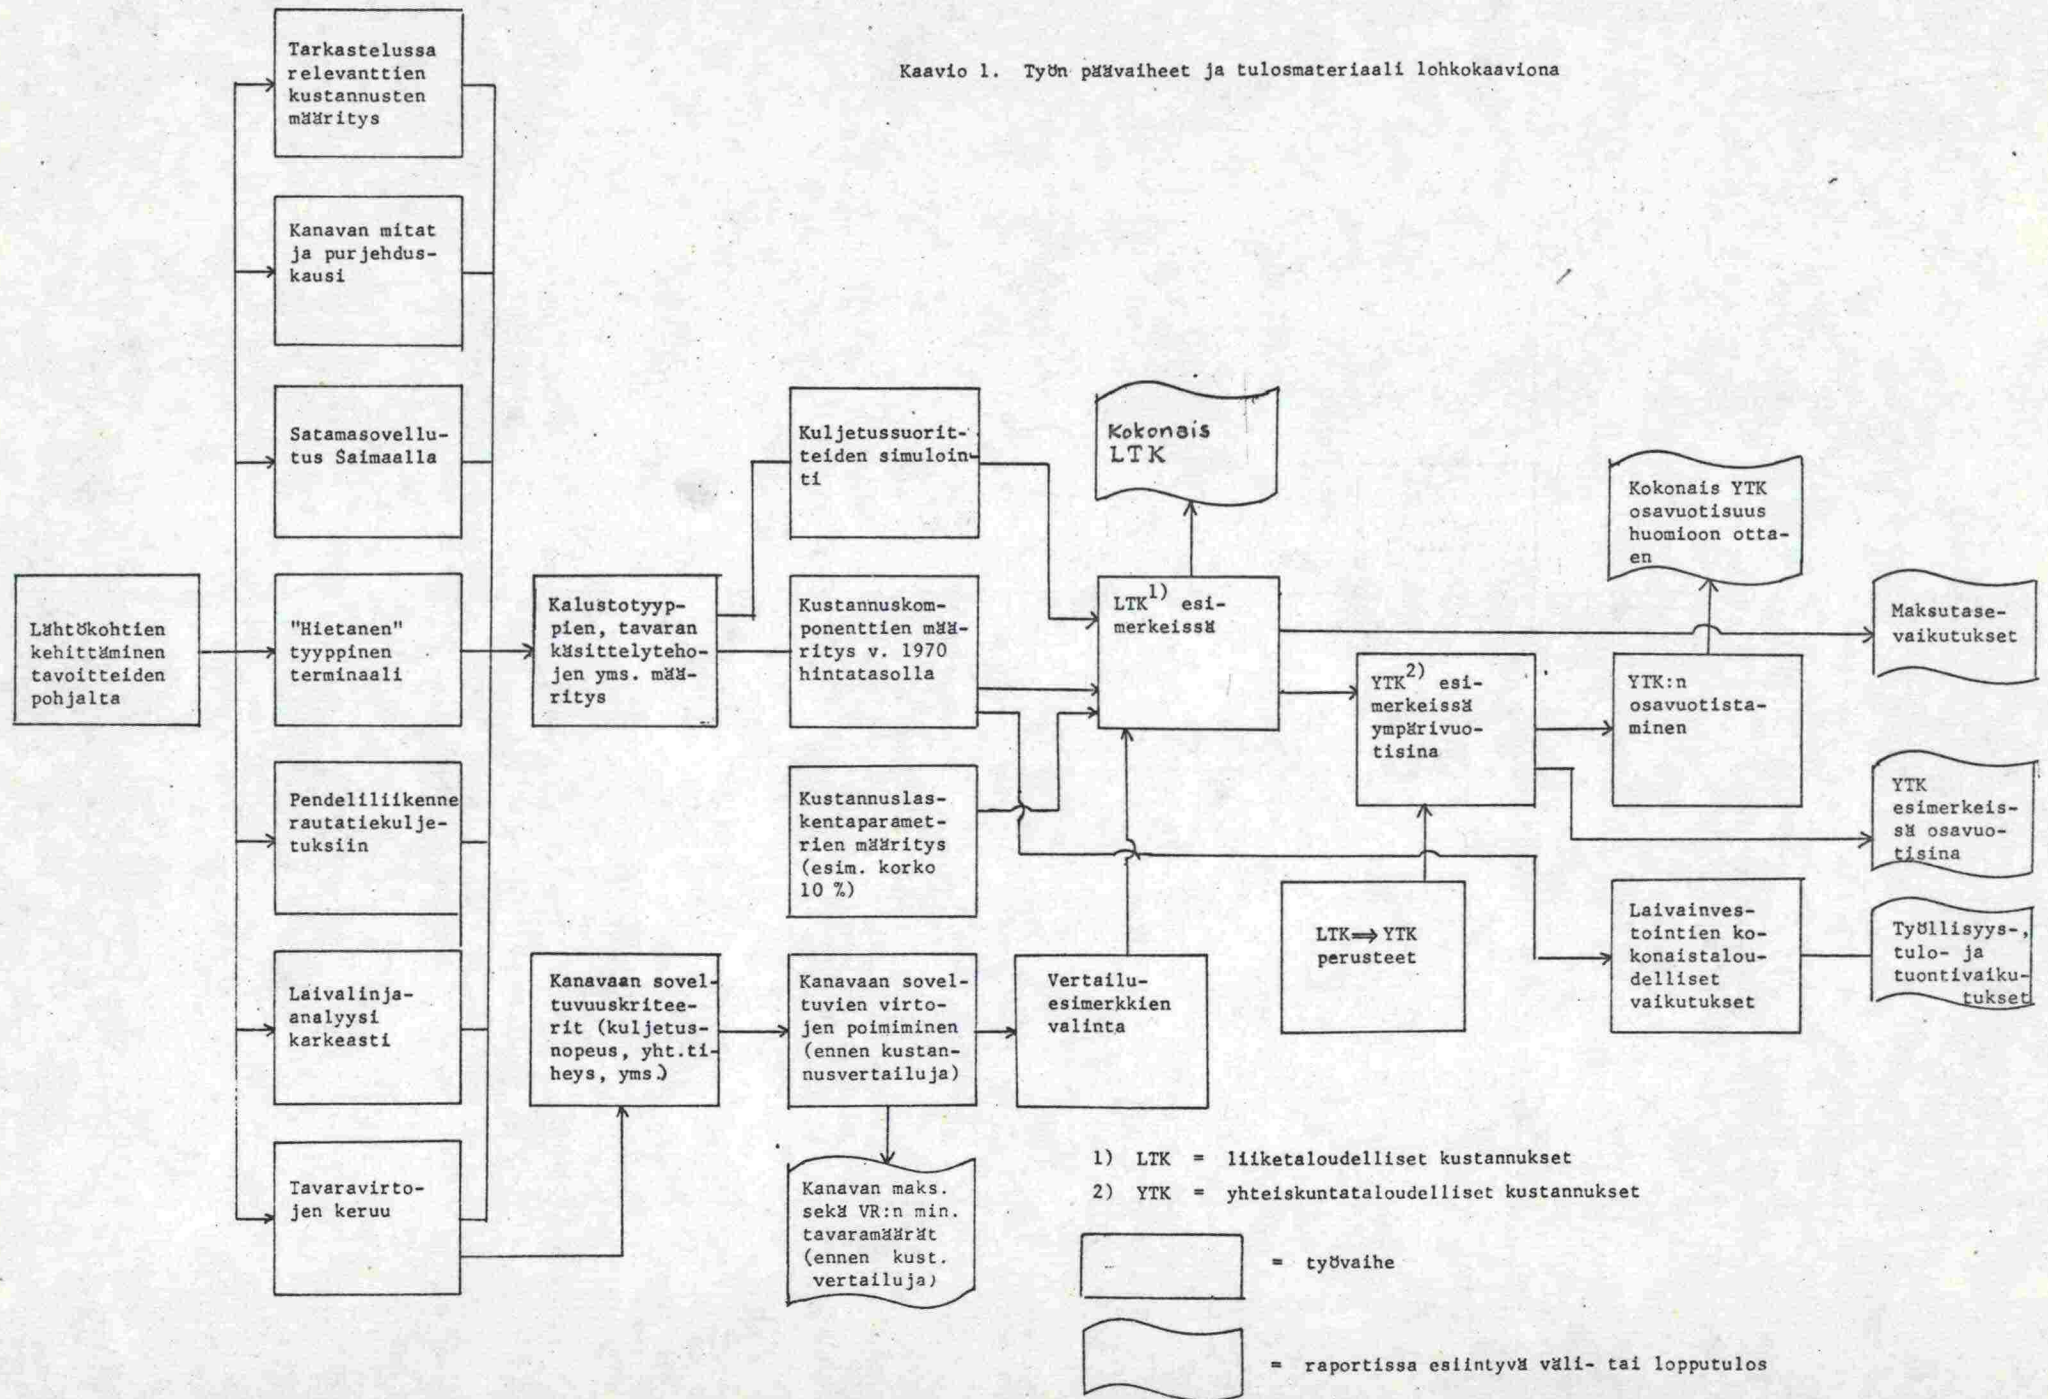 Kaavio 1. Työn päävaiheet ja tulosmateriaali lohkokaaviona
Lähtökohtien
kehittäminen
tavoitteiden
pohjalta
Tarkastelussa
relevanttien
kustannusten
määritys
Kanavan mitat
ja purjehdus-
kausi
Satamasovellu-
tus Saimaalla
"Hietanen"
tyyppinen
terminaali
Pendeliliikenne
rautatiekulje-
tuksiin
Laivalinja-
analyysi
karkeasti
Tavaravirto-
jen keruu
Kalustotyyp-
pien, tavaran
käsittelyteho-
jen yms. mää-
ritys
Kanavaan sovel-
tuvuuskritee-
rit (kuljetus-
nopeus, yht.ti-
heys, yms.)
Kuljetussuorit-
teiden simuloin-
ti
Kustannuskom-
ponenttien mää-
ritys v. 1970
hintatasolla
Kustannuslas-
kentaparamet-
rien määritys
(esim. korko
10 %)
Kanavaan sovel-
tuvien virto-
jen poimiminen
(ennen kustan-
nusvertailuja)
Kanavan maks.
sekä VR:n min.
tavaramäärät
(ennen kust.
vertailuja)
Kokonais
LTK
LTK1) esi-
merkeissä
Vertailu-
esimerkkien
valinta
YTK2) esi-
merkeissä
ympärivuo-
tisina
LTK⇒YTK
perusteet
Kokonais YTK
osavuotisuus
huomioon otta-
en
YTK:n
osavuotista-
minen
Laivainves-
tointien ko-
konaistalou-
delliset
vaikutukset
Maksutase-
vaikutukset
YTK
esimerkeis-
sä osavuo-
tisina
Työllisyys-,
tulo- ja
tuontivaiku-
tukset
1) LTK = liiketaloudelliset kustannukset
2) YTK = yhteiskuntataloudelliset kustannukset
= työvaihe
= raportissa esiintyvä väli- tai lopputulos